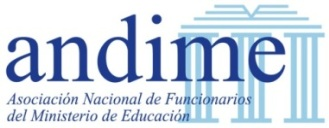 andime
Asociación Nacional de Funcionarios
del Ministerio de Educación